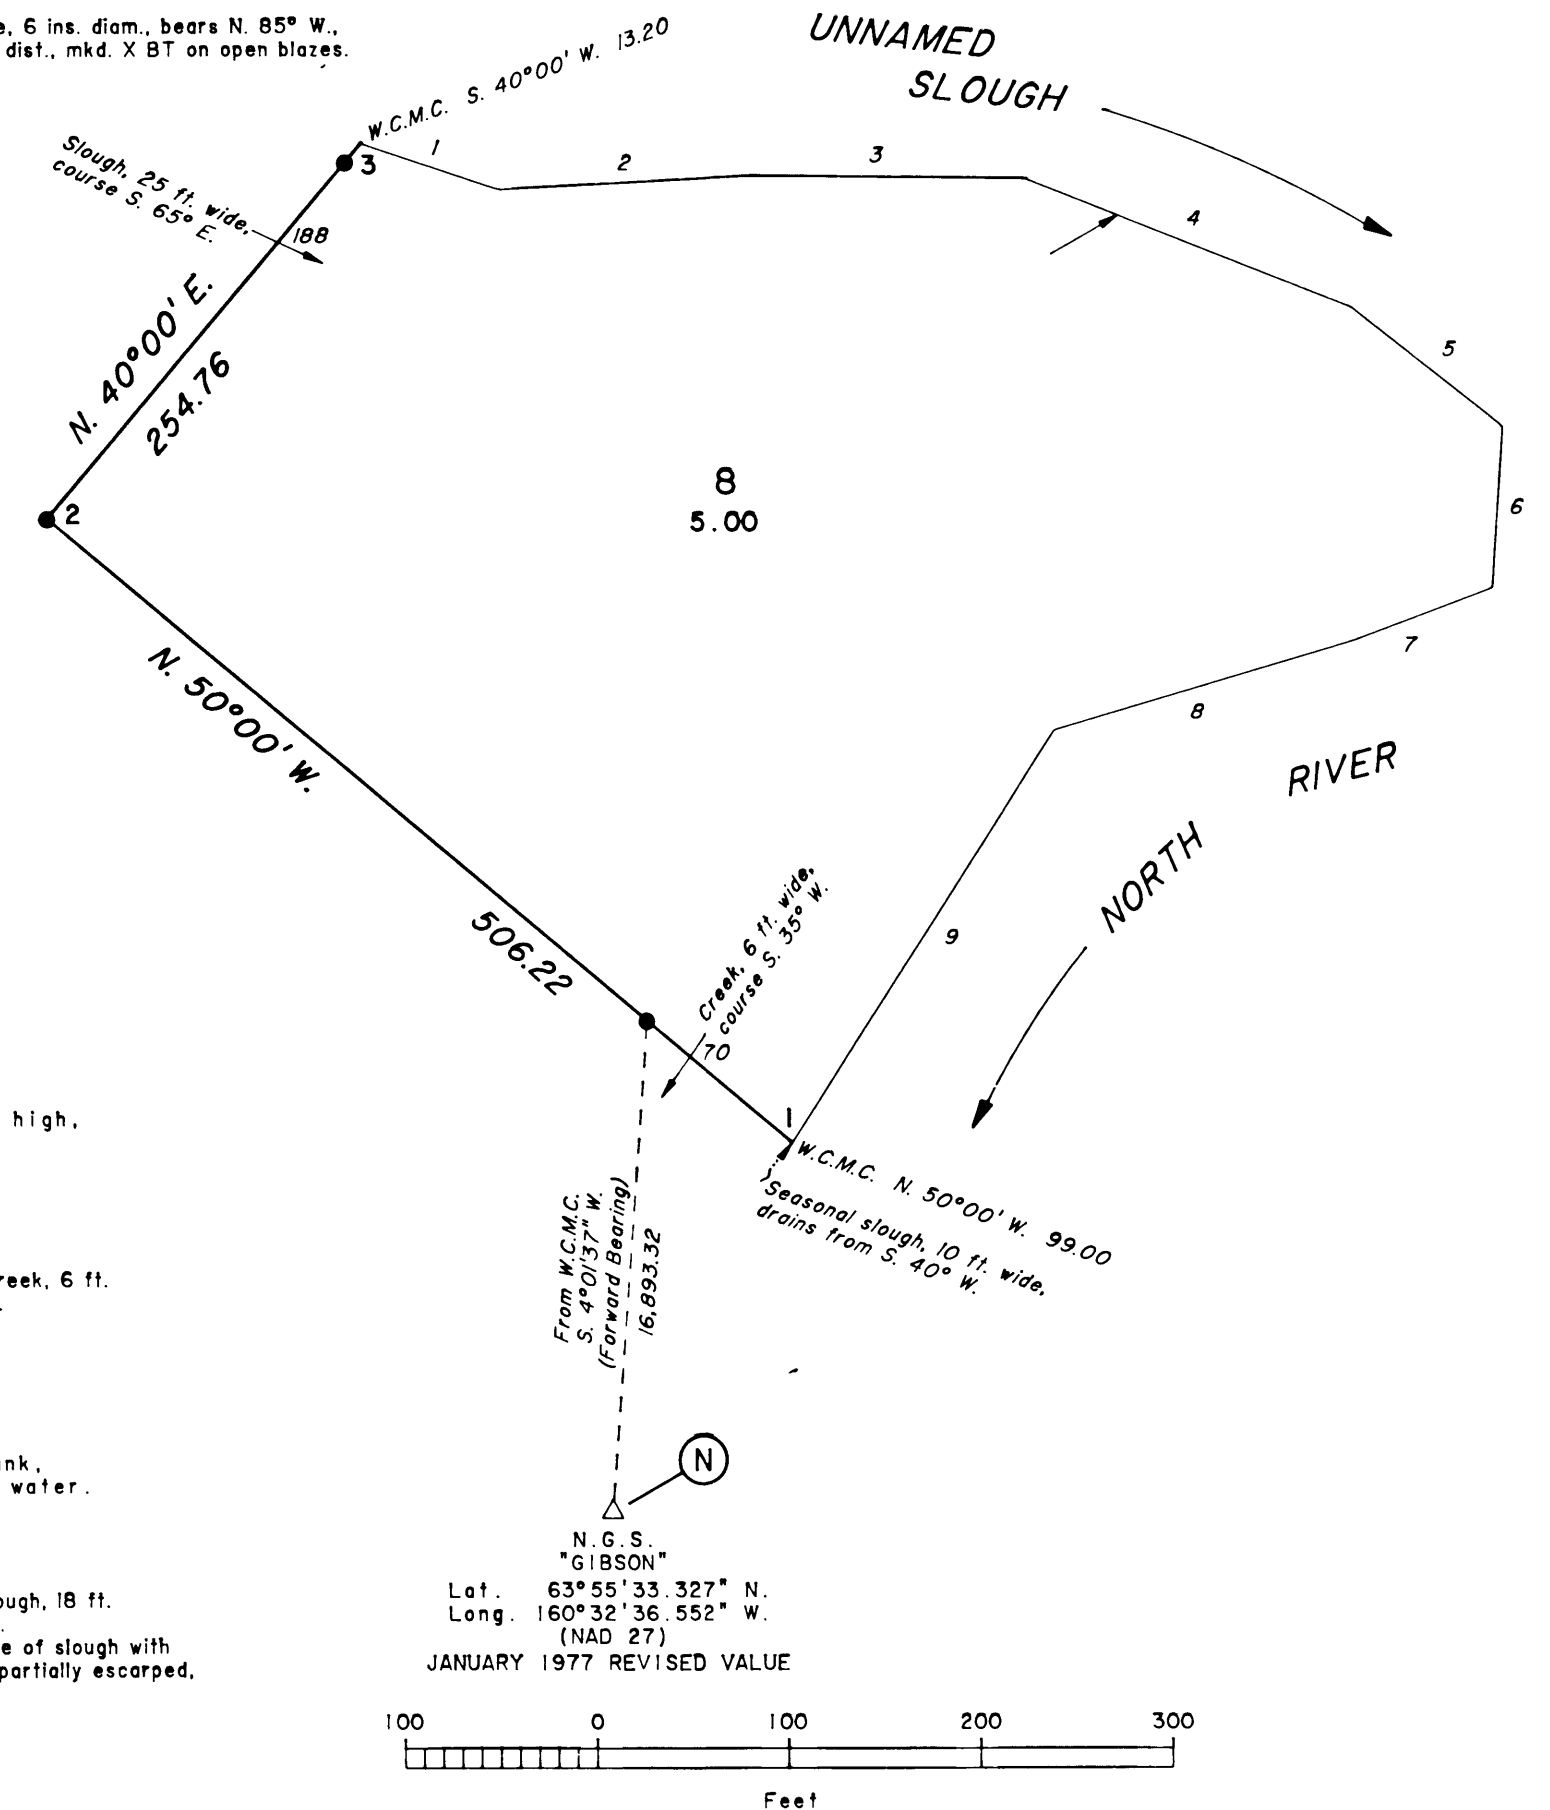 , 6 ins. diam., bears N. 85° W.,
dist., mkd. X BT on open blazes.
UNNAMED
SLOUGH
W.C.M.C. S. 40°00' W. 13.20
1
2
3
3
Slough, 25 ft. wide,
course S. 65° E.
188
4
N. 40°00' E.
254.76
5
8
5.00
6
2
7
N. 50°00' W.
8
RIVER
NORTH
506.22
9
Creek, 6 ft. wide,
course S. 35° W.
70
1
high,
W.C.M.C. N. 50°00' W. 99.00
Seasonal slough, 10 ft. wide,
drains from S. 40° W.
From W.C.M.C.
S. 4°01'37" W.
(Forward Bearing)
16,893.32
reek, 6 ft.
N
nk,
water.
N.G.S.
"GIBSON"
Lat. 63°55'33.327" N.
Long. 160°32'36.552" W.
(NAD 27)
JANUARY 1977 REVISED VALUE
ough, 18 ft.
e of slough with
partially escarped,
100 0 100 200 300
Feet